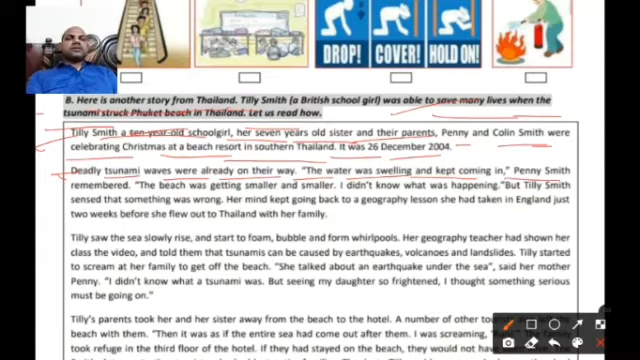 DROP!
COVER!
HOLD ON!
B. Here is another story from Thailand. Tilly Smith (a British school girl) was able to save many lives when the
tsunami struck Phuket beach in Thailand. Let us read how.
Tilly Smith a ten-year-old schoolgirl, her seven years old sister and their parents, Penny and Colin Smith were
celebrating Christmas at a beach resort in southern Thailand. It was 26 December 2004.
Deadly tsunami waves were already on their way. “The water was swelling and kept coming in,” Penny Smith
remembered. “The beach was getting smaller and smaller. I didn’t know what was happening.” But Tilly Smith
sensed that something was wrong. Her mind kept going back to a geography lesson she had taken in England just
two weeks before she flew out to Thailand with her family.
Tilly saw the sea slowly rise, and start to foam, bubble and form whirlpools. Her geography teacher had shown her
class the video, and told them that tsunamis can be caused by earthquakes, volcanoes and landslides. Tilly started
to scream at her family to get off the beach. “She talked about an earthquake under the sea”, said her mother
Penny. “I didn’t know what a tsunami was. But seeing my daughter so frightened, I thought something serious
must be going on.”
Tilly’s parents took her and her sister away from the beach to the hotel. A number of other
beach with them. “Then it was as if the entire sea had come out after them. I was screaming,
took refuge in the third floor of the hotel. If they had stayed on the beach, they would not have